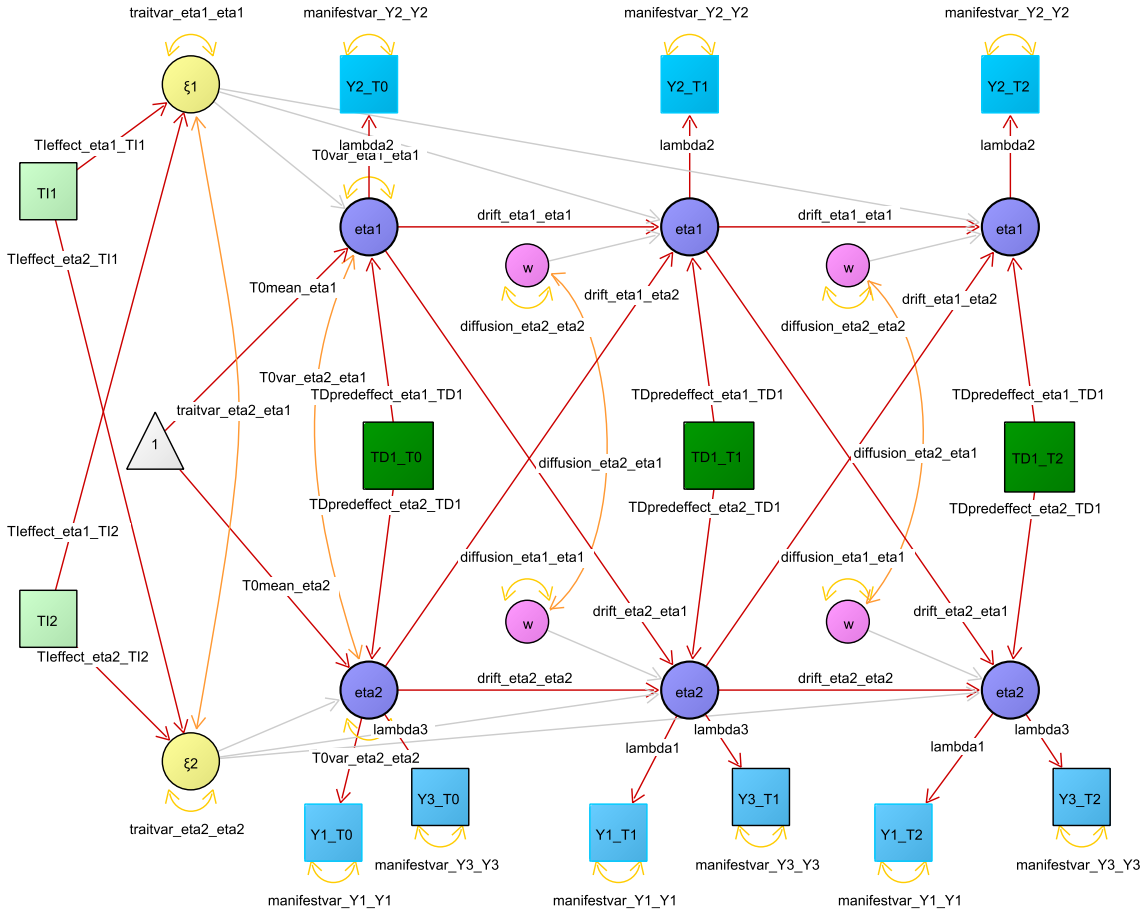 traitvar_eta1_eta1
manifestvar_Y2_Y2
manifestvar_Y2_Y2
manifestvar_Y2_Y2
ξ1
Y2_T0
Y2_T1
Y2_T2
TIeffect_eta1_TI1
lambda2
lambda2
lambda2
T0var_eta1_eta1
TI1
drift_eta1_eta1
drift_eta1_eta1
eta1
eta1
eta1
TIeffect_eta2_TI1
w
w
T0mean_eta1
drift_eta1_eta2
drift_eta1_eta2
diffusion_eta2_eta2
diffusion_eta2_eta2
T0var_eta2_eta1
TDpredeffect_eta1_TD1
TDpredeffect_eta1_TD1
TDpredeffect_eta1_TD1
traitvar_eta2_eta1
1
TD1_T0
diffusion_eta2_eta1
TD1_T1
diffusion_eta2_eta1
TD1_T2
TDpredeffect_eta2_TD1
TDpredeffect_eta2_TD1
TDpredeffect_eta2_TD1
TIeffect_eta1_TI2
diffusion_eta1_eta1
diffusion_eta1_eta1
T0mean_eta2
drift_eta2_eta1
drift_eta2_eta1
TI2
w
w
TIeffect_eta2_TI2
drift_eta2_eta2
drift_eta2_eta2
eta2
eta2
eta2
lambda3
lambda3
lambda3
lambda1
lambda1
T0var_eta2_eta2
ξ2
Y3_T0
Y3_T1
Y3_T2
traitvar_eta2_eta2
Y1_T0
Y1_T1
Y1_T2
manifestvar_Y3_Y3
manifestvar_Y3_Y3
manifestvar_Y3_Y3
manifestvar_Y1_Y1
manifestvar_Y1_Y1
manifestvar_Y1_Y1